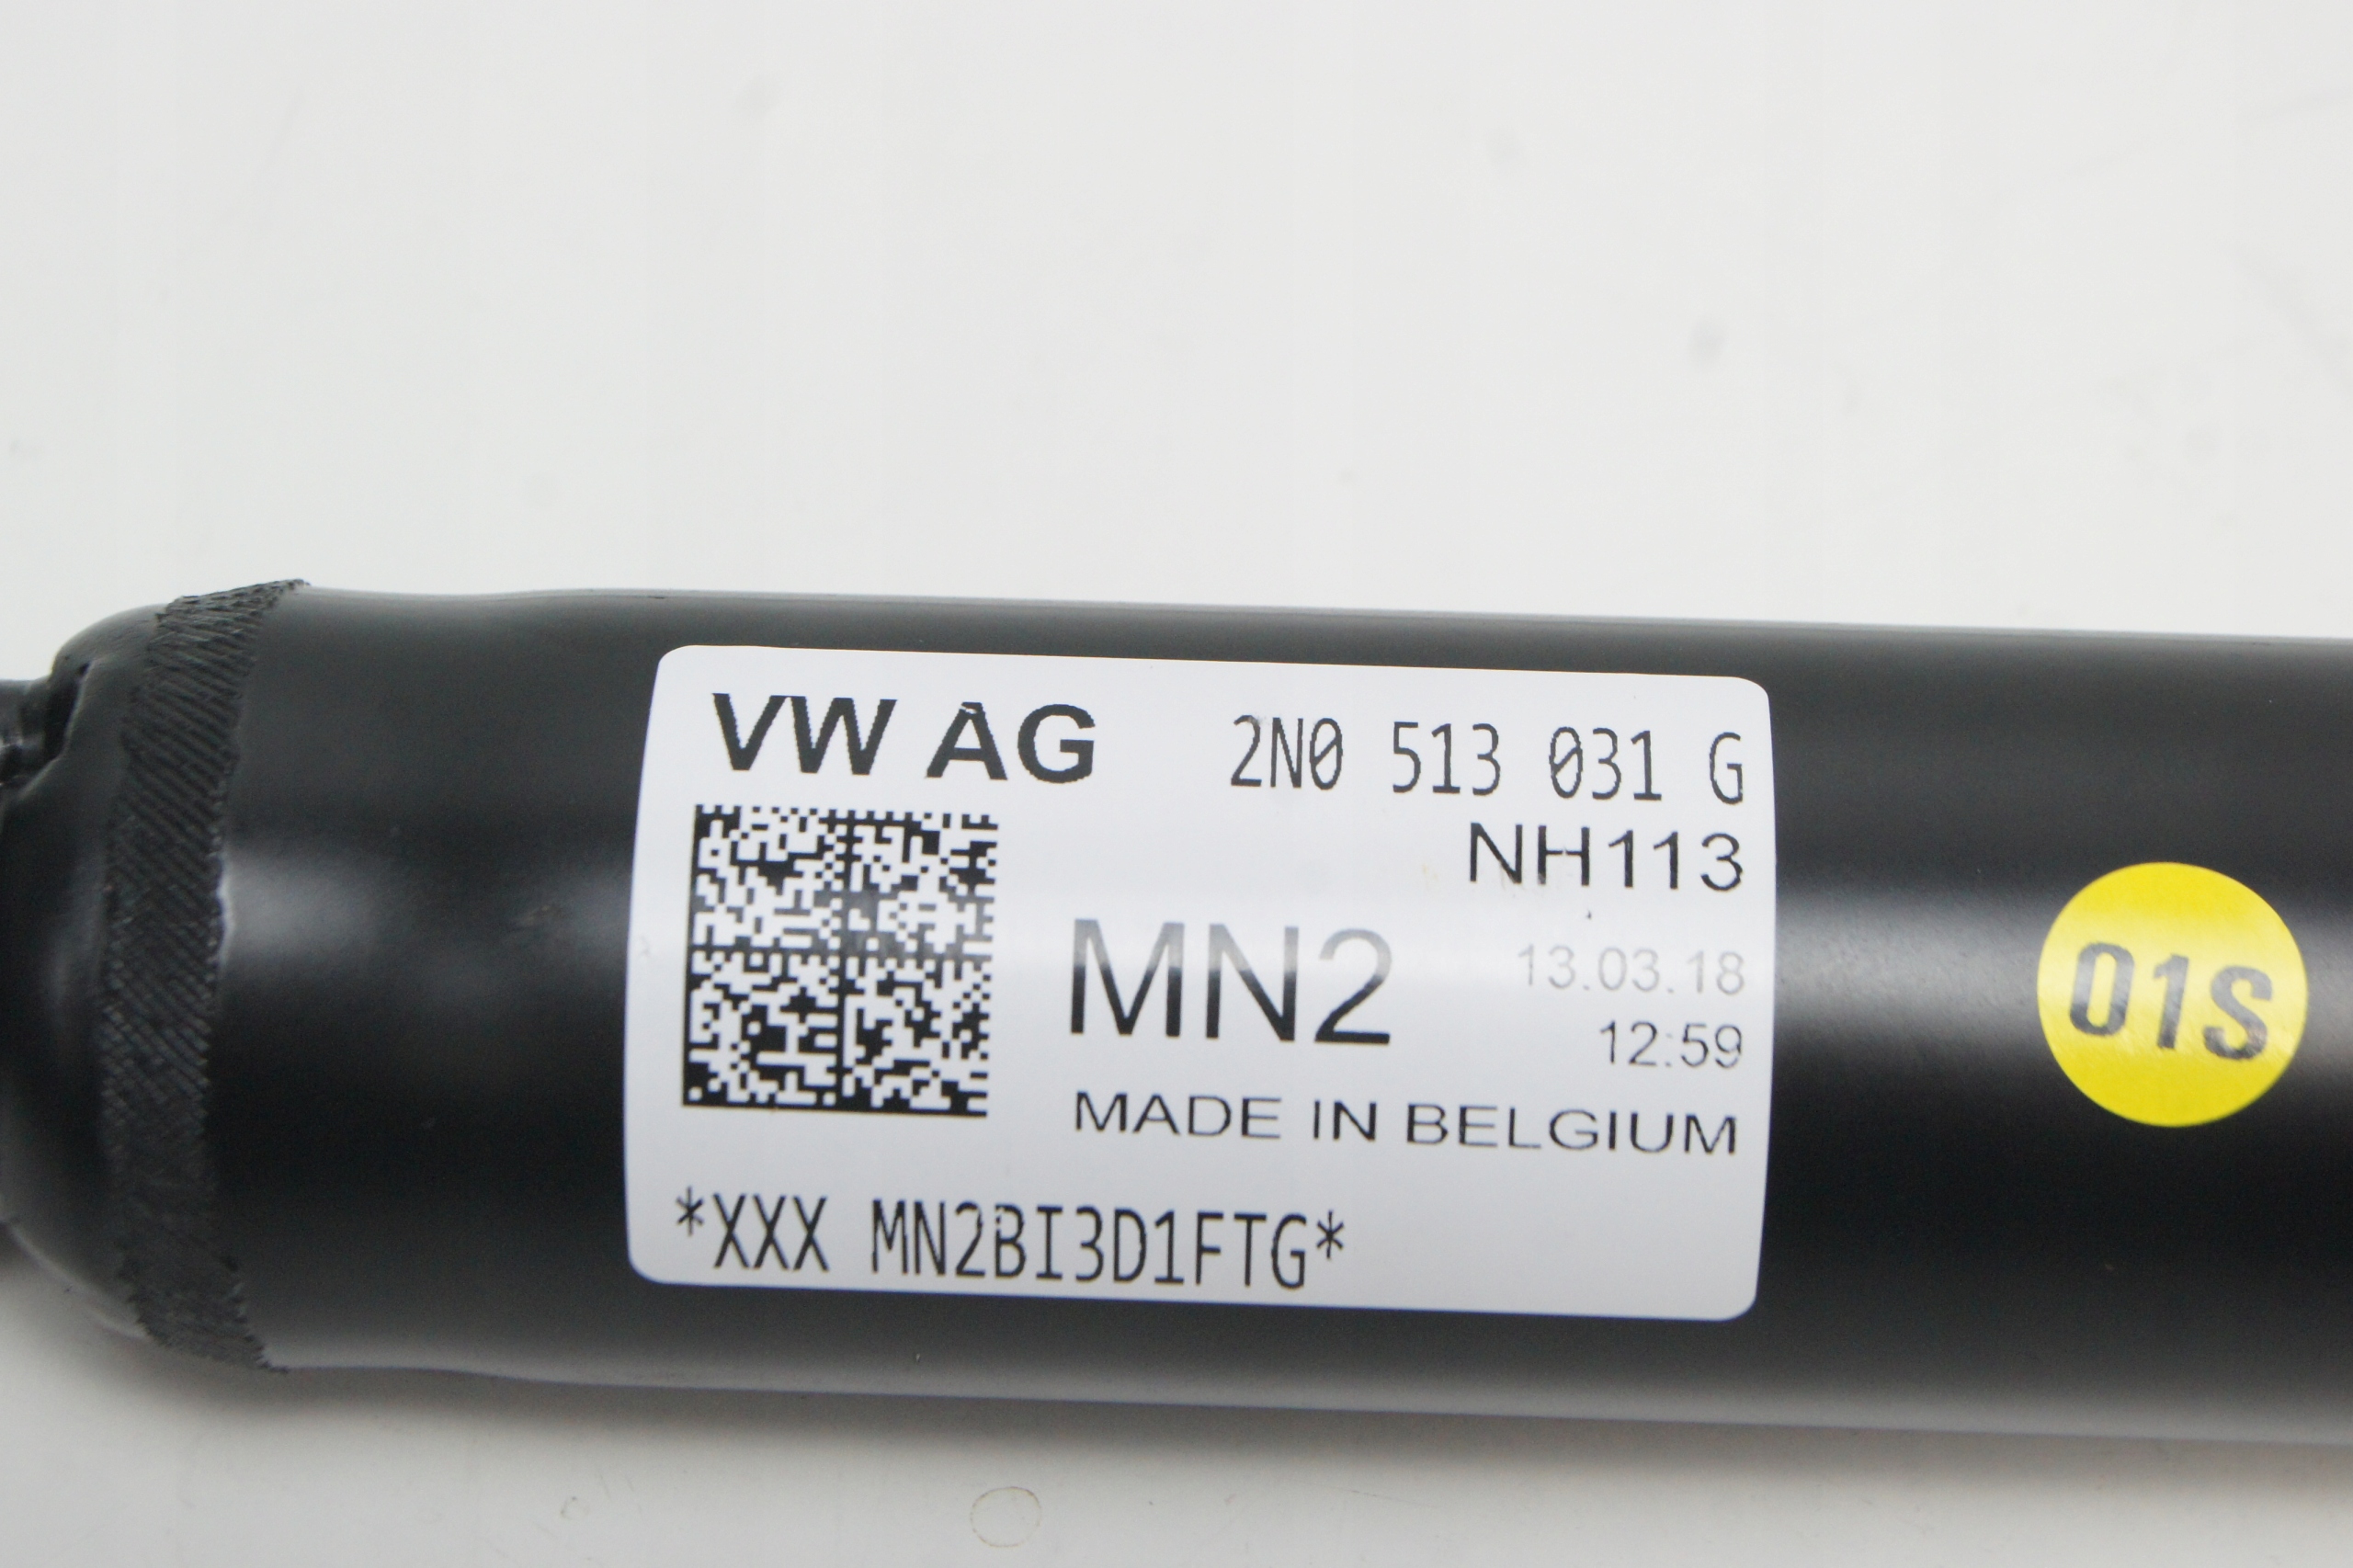 VW AG 2N0 513 031 G
NH113
MN2 13.03.18
12:59
MADE IN BELGIUM
*XXX MN2BI3D1FTG*
01S